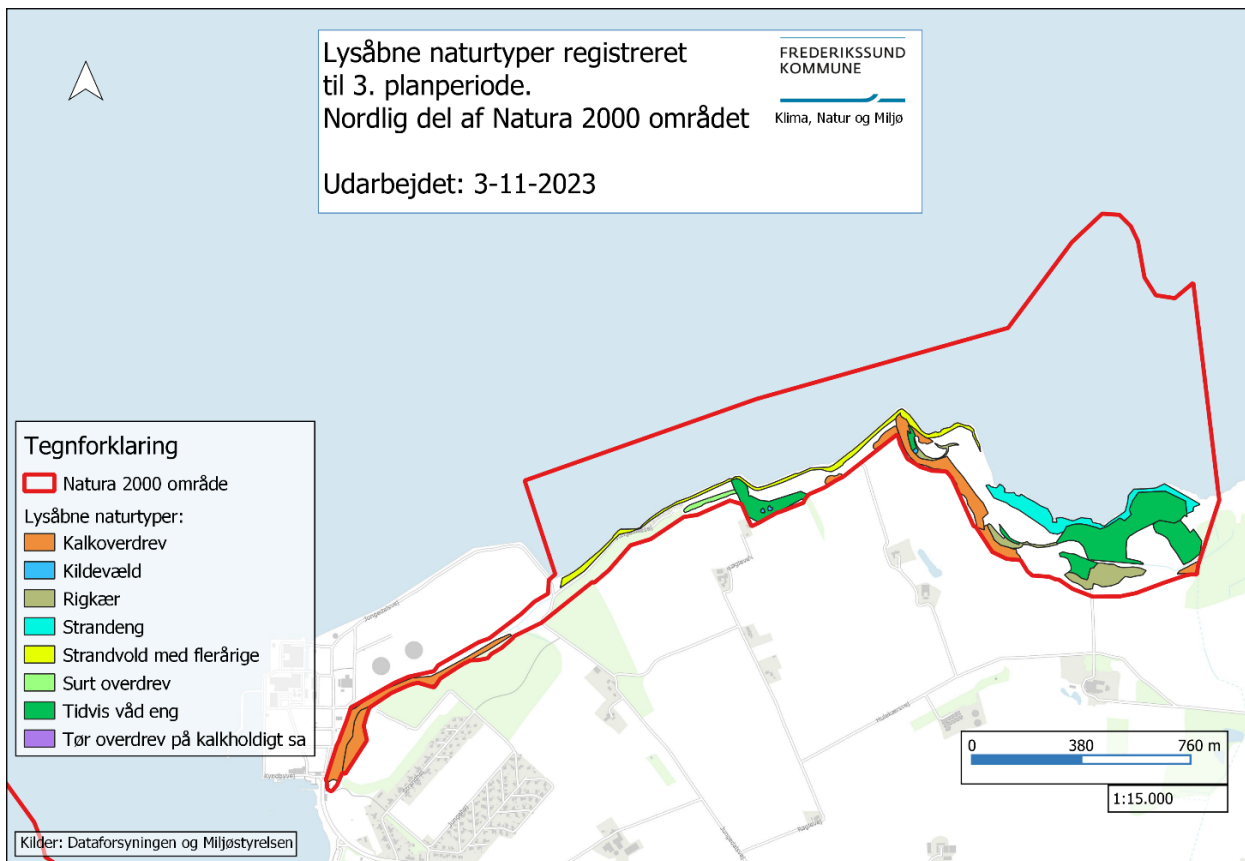 Lysåbne naturtyper registreret
til 3. planperiode.
Nordlig del af Natura 2000 området
Udarbejdet: 3-11-2023
FREDERIKSSUND
KOMMUNE
Klima, Natur og Miljø
Tegnforklaring
Natura 2000 område
Lysåbne naturtyper:
Kalkoverdrev
Kildevæld
Rigkær
Strandeng
Strandvold med flerårige
Surt overdrev
Tidvis våd eng
Tør overdrev på kalkholdigt sa
Kyndbyvej
0 380 760 m
1:15.000
Kilder: Dataforsyningen og Miljøstyrelsen